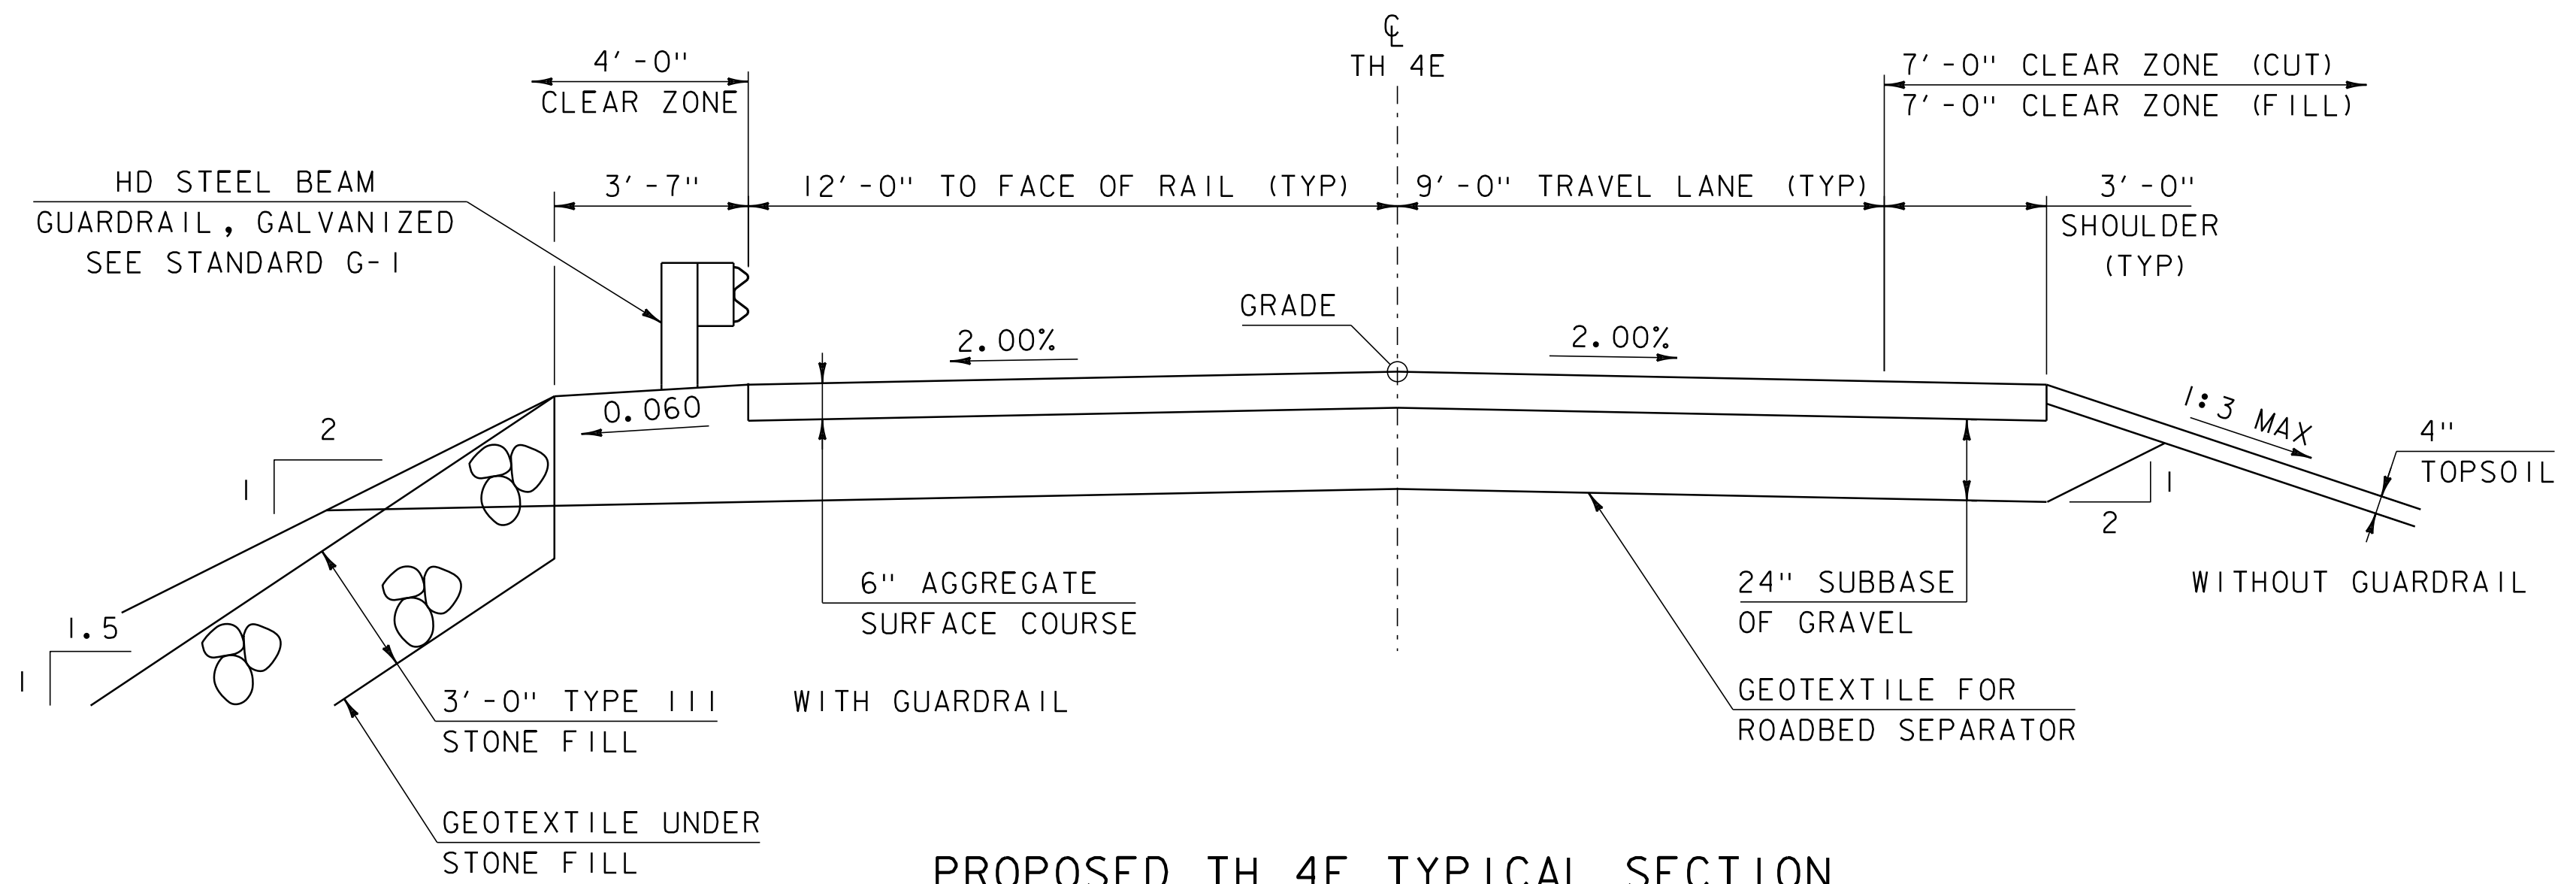 ℄
TH 4E
4'-0"
CLEAR ZONE
7'-0" CLEAR ZONE (CUT)
7'-0" CLEAR ZONE (FILL)
HD STEEL BEAM
GUARDRAIL, GALVANIZED
SEE STANDARD G-1
3'-7"
12'-0" TO FACE OF RAIL (TYP)
9'-0" TRAVEL LANE (TYP)
3'-0"
SHOULDER
(TYP)
GRADE
2.00%
2.00%
0.060
2
1
1.5
1
1:3 MAX
4"
TOPSOIL
1
2
6" AGGREGATE
SURFACE COURSE
24" SUBBASE
OF GRAVEL
WITHOUT GUARDRAIL
3'-0" TYPE III
STONE FILL
WITH GUARDRAIL
GEOTEXTILE FOR
ROADBED SEPARATOR
GEOTEXTILE UNDER
STONE FILL
PROPOSED TH 4E TYPICAL SECTION